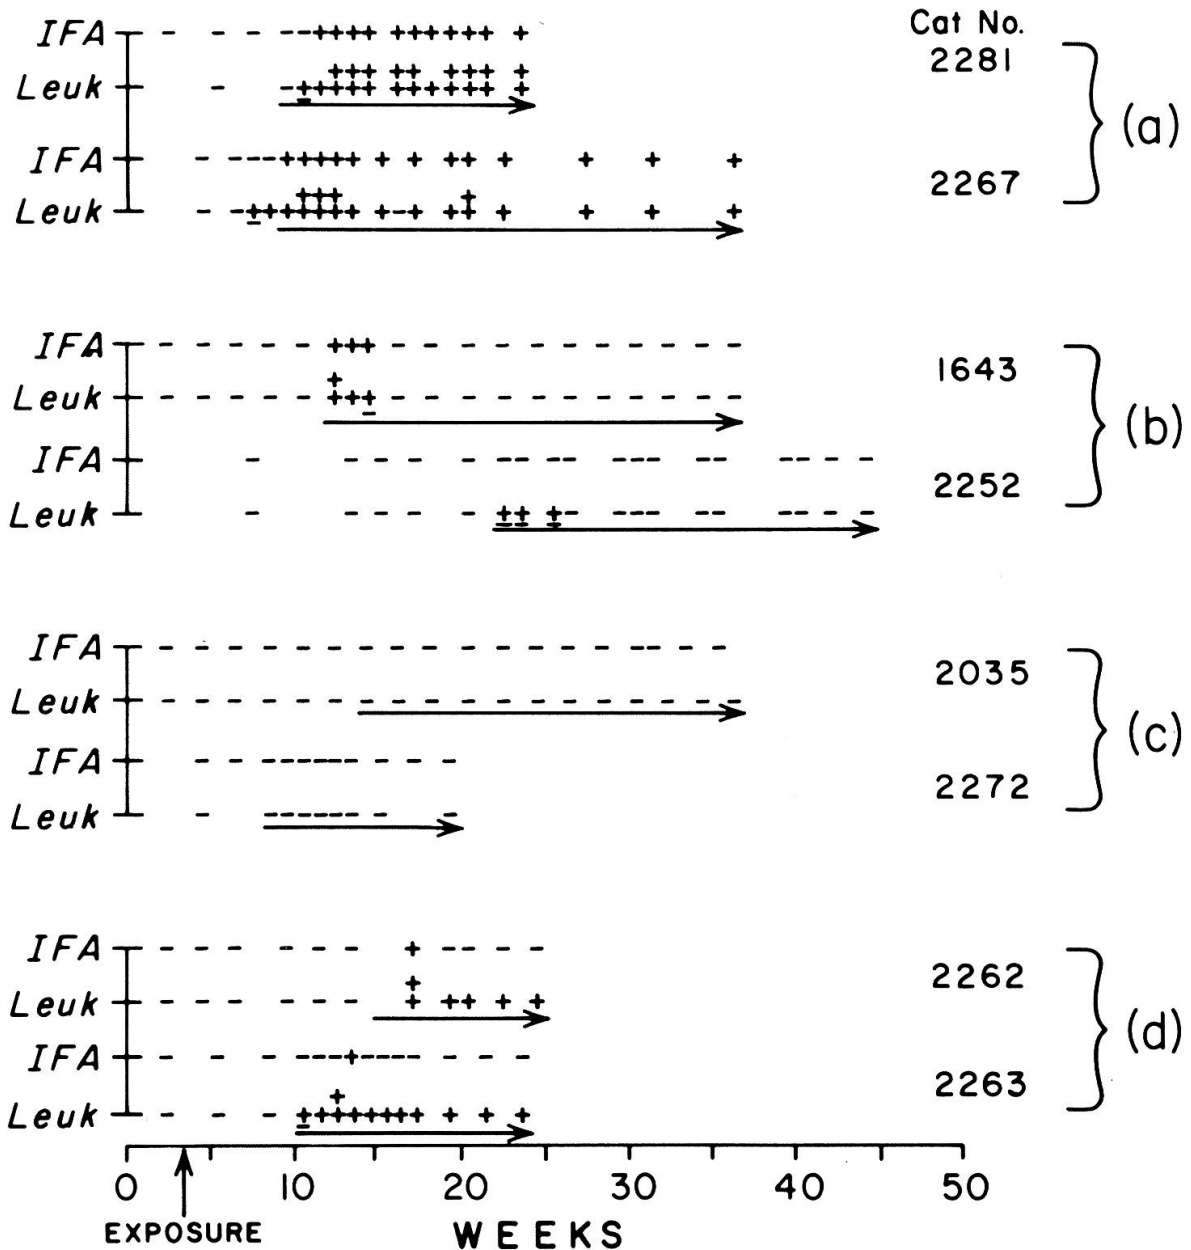 Cat No.
IFA
2281
Leuk
(a)
IFA
2267
Leuk
IFA
1643
Leuk
(b)
IFA
2252
Leuk
IFA
2035
Leuk
(c)
IFA
2272
Leuk
IFA
2262
Leuk
(d)
IFA
2263
Leuk
0 10 20 30 40 50
EXPOSURE
WEEKS